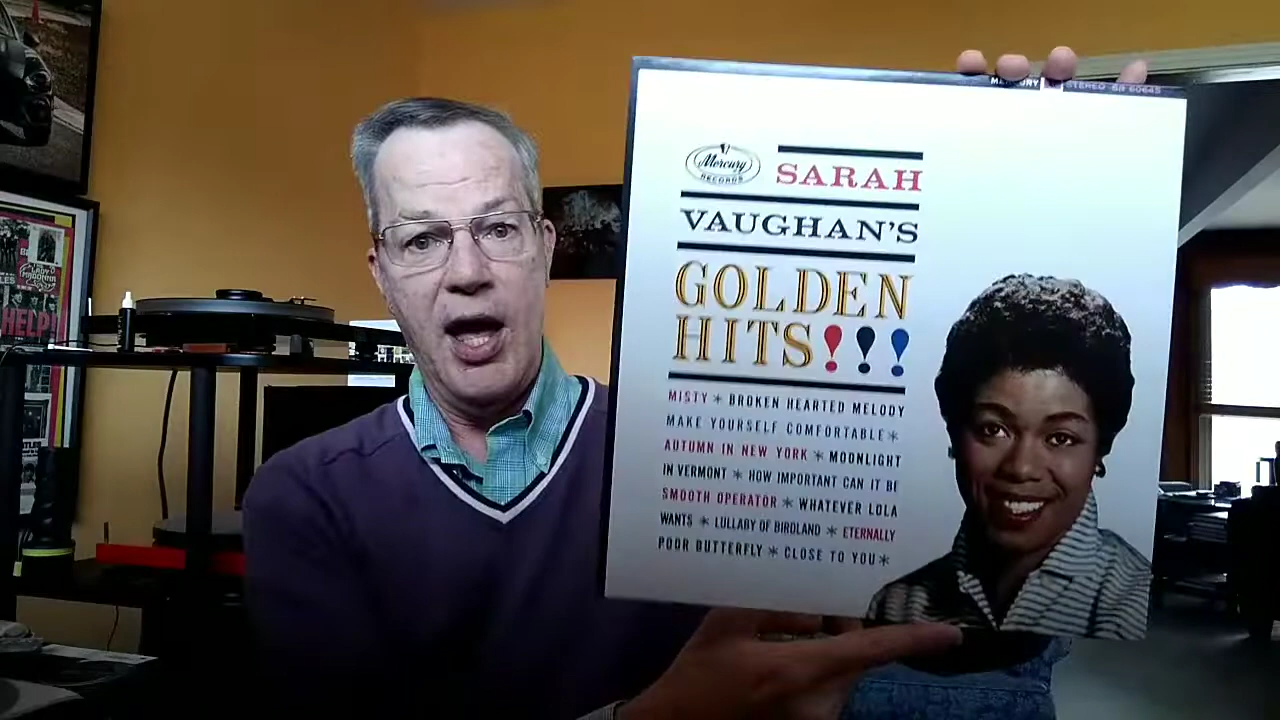 MERCURY STEREO SR 60645
Mercury
RECORDS
SARAH
VAUGHAN'S
GOLDEN
HITS!!!
MISTY * BROKEN HEARTED MELODY
MAKE YOURSELF COMFORTABLE *
AUTUMN IN NEW YORK * MOONLIGHT
IN VERMONT * HOW IMPORTANT CAN IT BE
SMOOTH OPERATOR * WHATEVER LOLA
WANTS * LULLABY OF BIRDLAND * ETERNALLY
POOR BUTTERFLY * CLOSE TO YOU *
LADY
MADONNA
HELP!